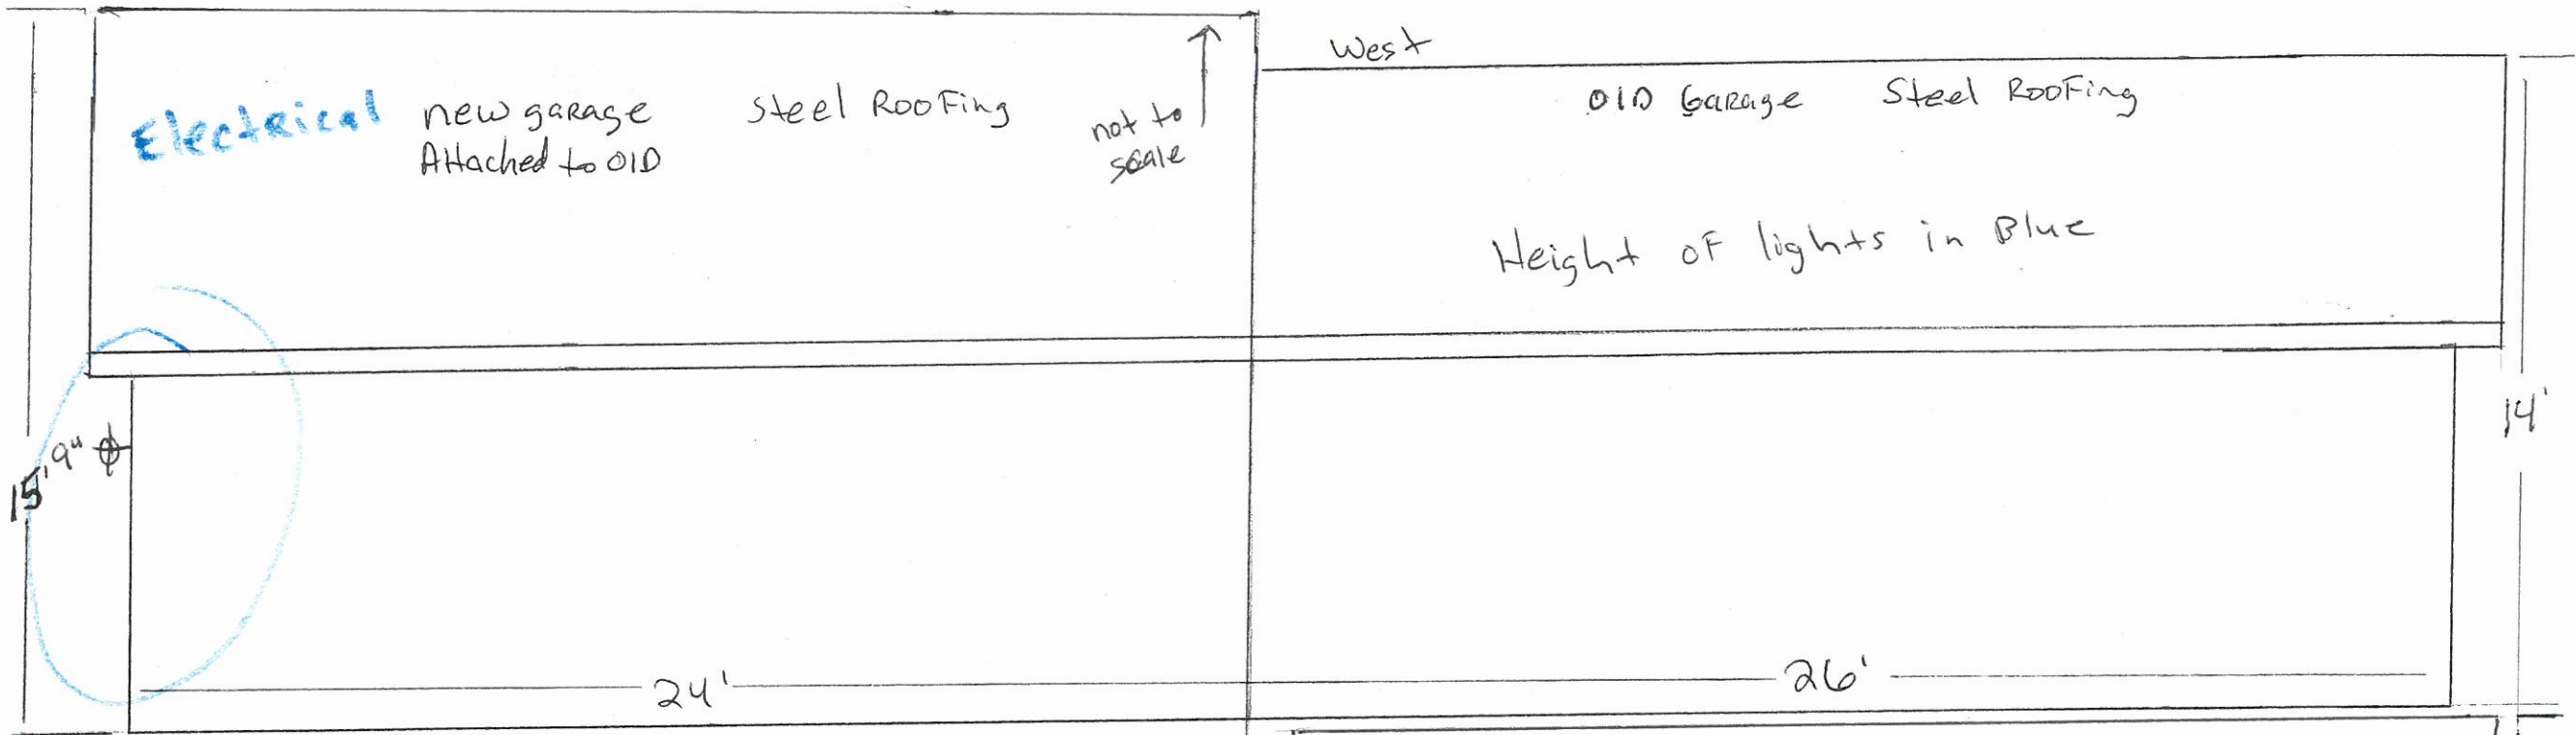 West
Electrical
new garage
Attached to OlD
Steel Roofing
not to
scale
OlD Garage Steel Roofing
Height of lights in Blue
15' 9"
14'
24'
26'